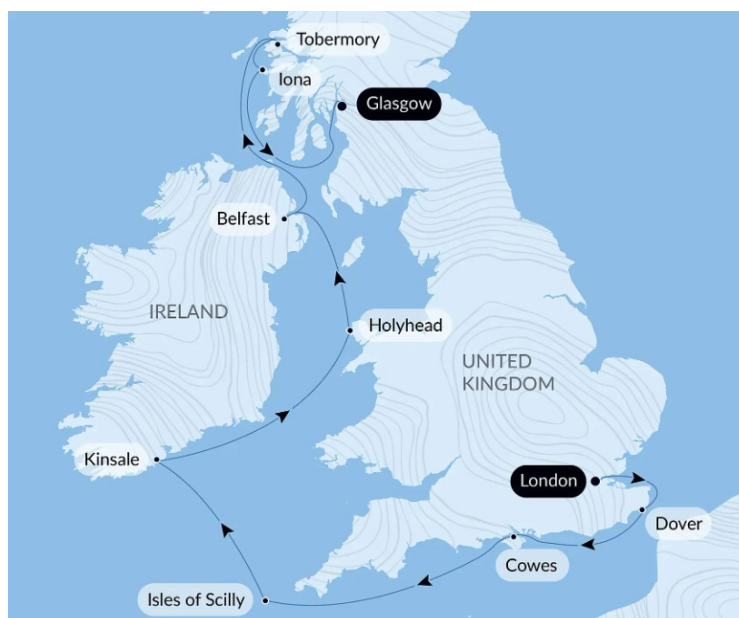 Tobermory
Iona
Glasgow
Belfast
IRELAND
Holyhead
UNITED
KINGDOM
Kinsale
London
Dover
Cowes
Isles of Scilly